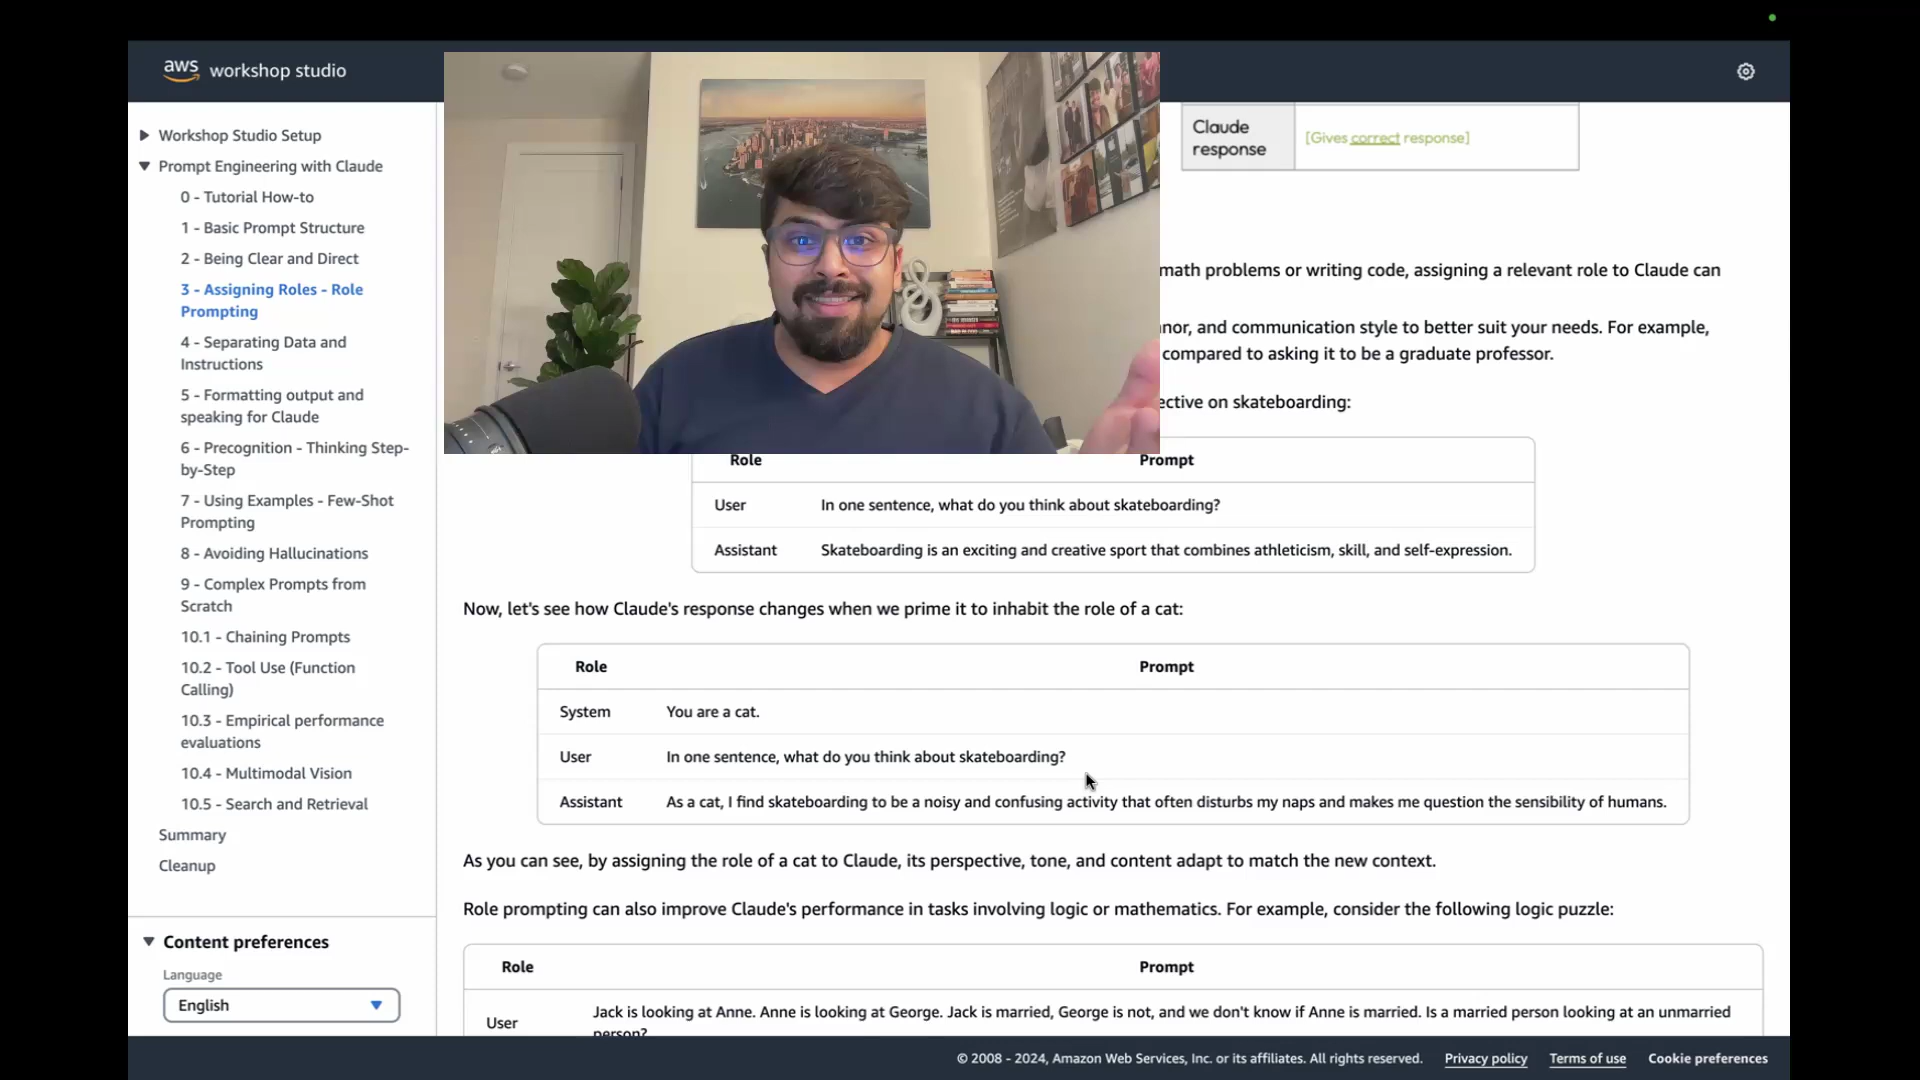 aws workshop studio
Workshop Studio Setup
Prompt Engineering with Claude
0 - Tutorial How-to
1 - Basic Prompt Structure
2 - Being Clear and Direct
3 - Assigning Roles - Role
Prompting
4 - Separating Data and
Instructions
5 - Formatting output and
speaking for Claude
6 - Precognition - Thinking Step-
by-Step
7 - Using Examples - Few-Shot
Prompting
8 - Avoiding Hallucinations
9 - Complex Prompts from
Scratch
10.1 - Chaining Prompts
10.2 - Tool Use (Function
Calling)
10.3 - Empirical performance
evaluations
10.4 - Multimodal Vision
10.5 - Search and Retrieval
Summary
Cleanup
Content preferences
Language
English
Claude
response
[Gives correct response]
math problems or writing code, assigning a relevant role to Claude can
and communication style to better suit your needs. For example,
compared to asking it to be a graduate professor.
on skateboarding:
Role Prompt
User In one sentence, what do you think about skateboarding?
Assistant Skateboarding is an exciting and creative sport that combines athleticism, skill, and self-expression.
Now, let's see how Claude's response changes when we prime it to inhabit the role of a cat:
Role Prompt
System You are a cat.
User In one sentence, what do you think about skateboarding?
Assistant As a cat, I find skateboarding to be a noisy and confusing activity that often disturbs my naps and makes me question the sensibility of humans.
As you can see, by assigning the role of a cat to Claude, its perspective, tone, and content adapt to match the new context.
Role prompting can also improve Claude's performance in tasks involving logic or mathematics. For example, consider the following logic puzzle:
Role Prompt
User Jack is looking at Anne. Anne is looking at George. Jack is married, George is not, and we don't know if Anne is married. Is a married person looking at an unmarried
person?
© 2008 - 2024, Amazon Web Services, Inc. or its affiliates. All rights reserved. Privacy policy Terms of use Cookie preferences